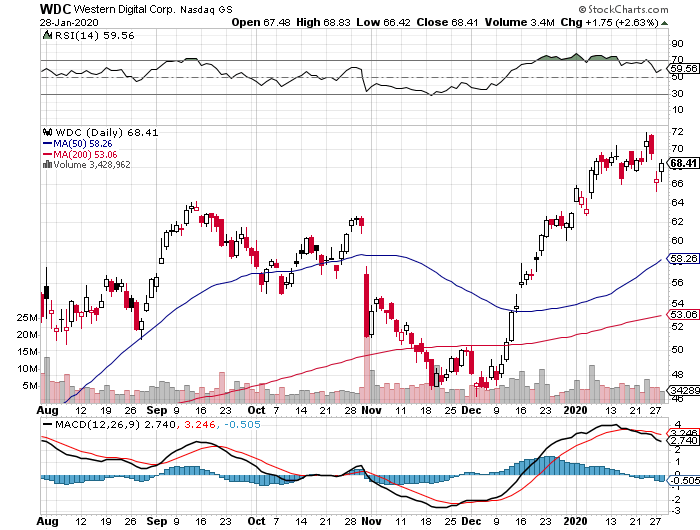 WDC Western Digital Corp. Nasdaq GS © StockCharts.com
28-Jan-2020 Open 67.48 High 68.83 Low 66.42 Close 68.41 Volume 3.4M Chg +1.75 (+2.63%)
RSI(14) 59.56
90
70
59.56
50
30
10
WDC (Daily) 68.41
MA(50) 58.26
MA(200) 53.06
Volume 3,428,962
72
70
68.41
66
64
62
60
58.26
56
54
53.06
52
50
48
46
25M
20M
15M
10M
5M
34289
Aug 12 19 26 Sep 9 16 23 Oct 7 14 21 28 Nov 11 18 25 Dec 9 16 23 2020 13 21 27
MACD(12,26,9) 2.740, 3.246, -0.505
4
3.246
2.740
2
1
0
-0.505
-1
-2
-3
Aug 12 19 26 Sep 9 16 23 Oct 7 14 21 28 Nov 11 18 25 Dec 9 16 23 2020 13 21 27